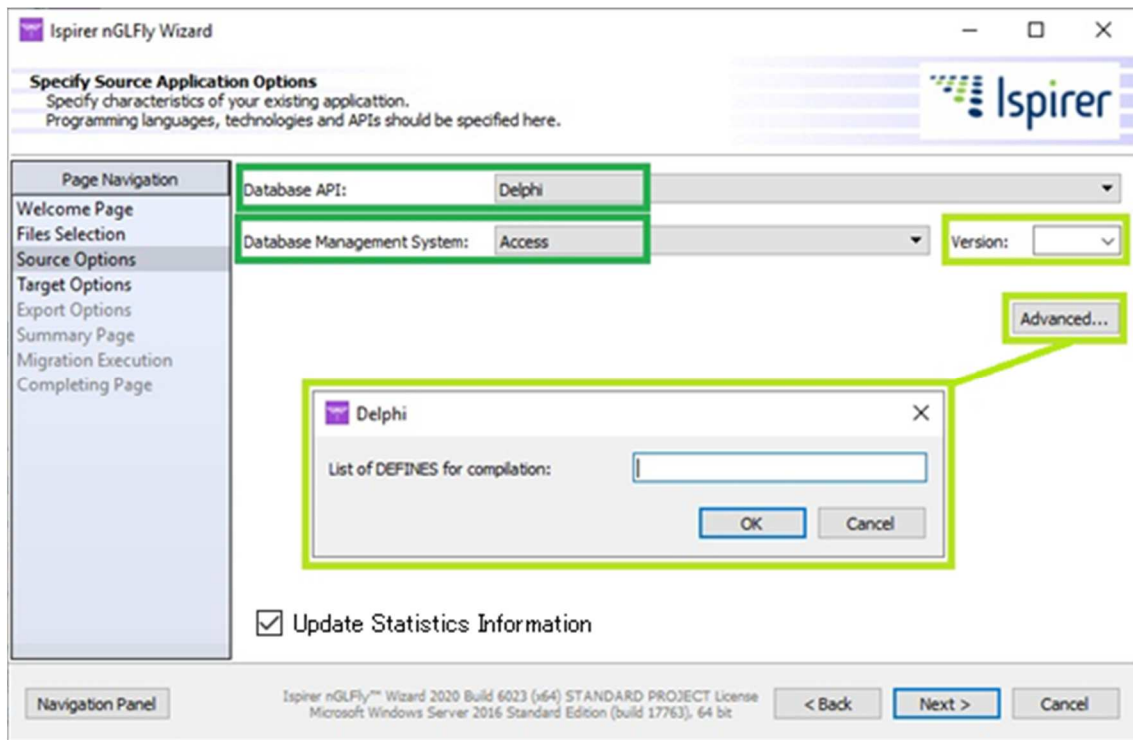 Ispirer nGLFly Wizard
Specify Source Application Options
Specify characteristics of your existing applicattion.
Programming languages, technologies and APIs should be specified here.
Ispirer
Page Navigation
Welcome Page
Files Selection
Source Options
Target Options
Export Options
Summary Page
Migration Execution
Completing Page
Database API: Delphi
Database Management System: Access Version:
Advanced...
Delphi
List of DEFINES for compilation:
OK Cancel
Update Statistics Information
Navigation Panel
Ispirer nGLFly™ Wizard 2020 Build 6023 (x64) STANDARD PROJECT License
Microsoft Windows Server 2016 Standard Edition (build 17763), 64 bit
< Back Next > Cancel